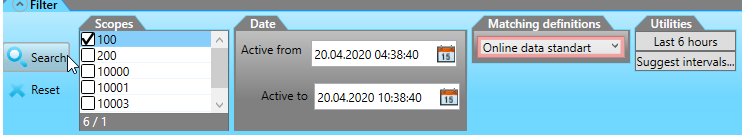 Filter
Scopes
Date
Matching definitions
Utilities
Search
Reset
100
200
10000
10001
10003
6 / 1
Active from
20.04.2020 04:38:40
15
Active to
20.04.2020 10:38:40
15
Online data standart
Last 6 hours
Suggest intervals...